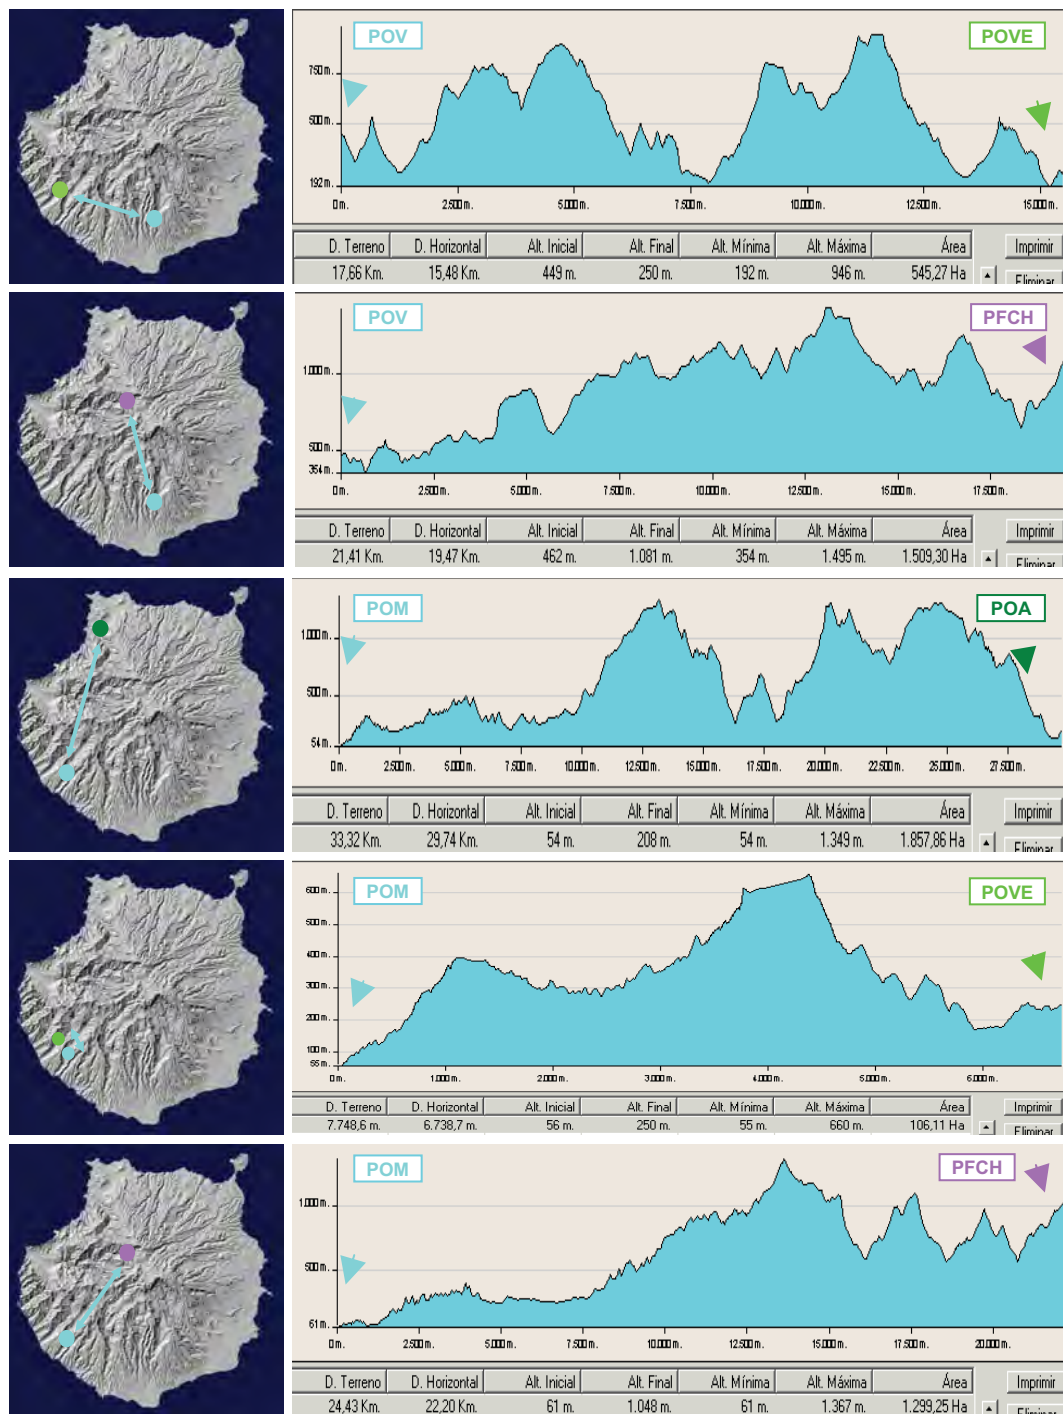 POV POVE
750 m.
500 m.
192 m.
0 m. 2.500 m. 5.000 m. 7.500 m. 10.000 m. 12.500 m. 15.000 m.
D. Terreno D. Horizontal Alt. Inicial Alt. Final Alt. Mínima Alt. Máxima Área Imprimir
17,66 Km. 15,48 Km. 449 m. 250 m. 192 m. 946 m. 545,27 Ha Eliminar
POV PFCH
1.000 m.
500 m.
354 m.
0 m. 2.500 m. 5.000 m. 7.500 m. 10.000 m. 12.500 m. 15.000 m. 17.500 m.
D. Terreno D. Horizontal Alt. Inicial Alt. Final Alt. Mínima Alt. Máxima Área Imprimir
21,41 Km. 19,47 Km. 462 m. 1.081 m. 354 m. 1.495 m. 1.509,30 Ha Eliminar
POM POA
1.000 m.
500 m.
54 m.
0 m. 2.500 m. 5.000 m. 7.500 m. 10.000 m. 12.500 m. 15.000 m. 17.500 m. 20.000 m. 22.500 m. 25.000 m. 27.500 m.
D. Terreno D. Horizontal Alt. Inicial Alt. Final Alt. Mínima Alt. Máxima Área Imprimir
33,32 Km. 29,74 Km. 54 m. 208 m. 54 m. 1.349 m. 1.857,86 Ha Eliminar
POM POVE
600 m.
500 m.
400 m.
300 m.
200 m.
100 m.
55 m.
0 m. 1.000 m. 2.000 m. 3.000 m. 4.000 m. 5.000 m. 6.000 m.
D. Terreno D. Horizontal Alt. Inicial Alt. Final Alt. Mínima Alt. Máxima Área Imprimir
7.748,6 m. 6.738,7 m. 56 m. 250 m. 55 m. 660 m. 106,11 Ha Eliminar
POM PFCH
1.000 m.
500 m.
61 m.
0 m. 2.500 m. 5.000 m. 7.500 m. 10.000 m. 12.500 m. 15.000 m. 17.500 m. 20.000 m.
D. Terreno D. Horizontal Alt. Inicial Alt. Final Alt. Mínima Alt. Máxima Área Imprimir
24,43 Km. 22,20 Km. 61 m. 1.048 m. 61 m. 1.367 m. 1.299,25 Ha Eliminar